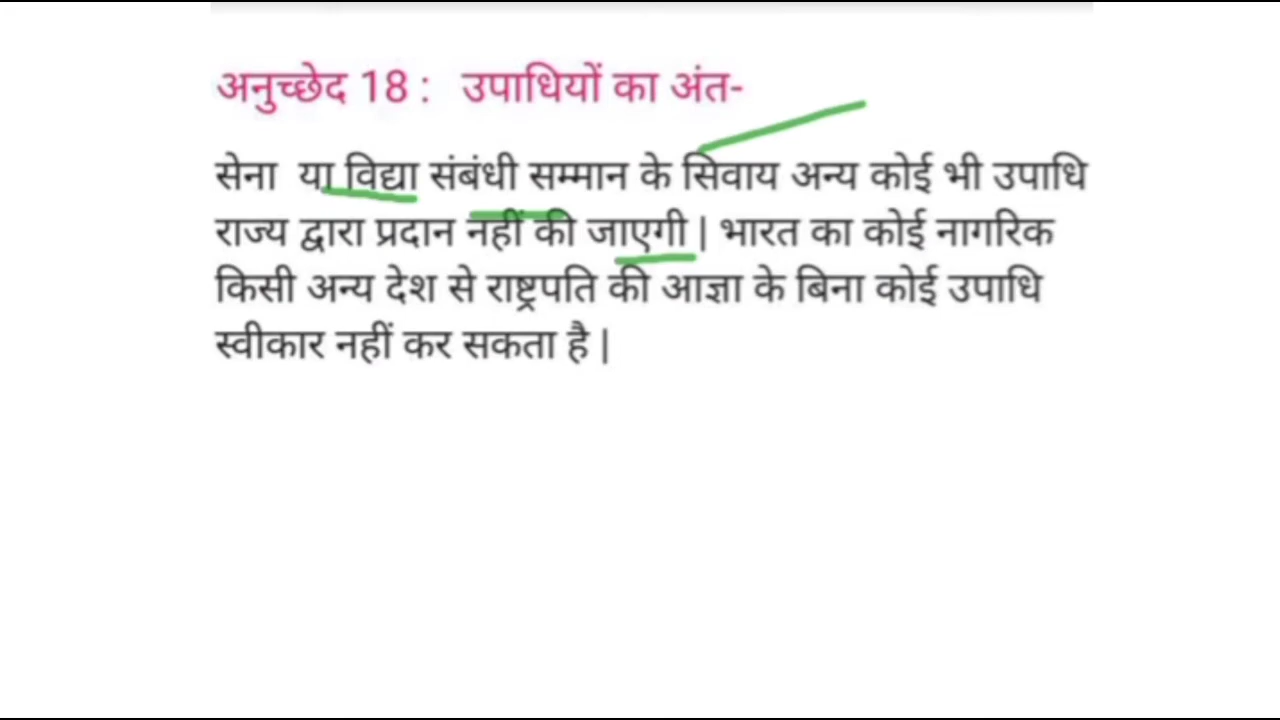 अनुच्छेद 18 : उपाधियों का अंत-
सेना या विद्या संबंधी सम्मान के सिवाय अन्य कोई भी उपाधि
राज्य द्वारा प्रदान नहीं की जाएगी | भारत का कोई नागरिक
किसी अन्य देश से राष्ट्रपति की आज्ञा के बिना कोई उपाधि
स्वीकार नहीं कर सकता है |